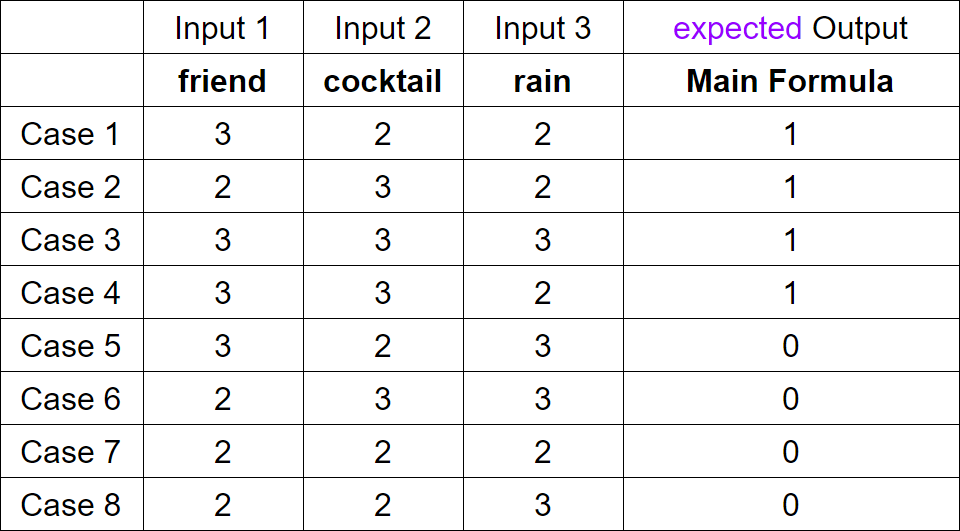 Input 1 Input 2 Input 3 expected Output
friend cocktail rain Main Formula
Case 1 3 2 2 1
Case 2 2 3 2 1
Case 3 3 3 3 1
Case 4 3 3 2 1
Case 5 3 2 3 0
Case 6 2 3 3 0
Case 7 2 2 2 0
Case 8 2 2 3 0